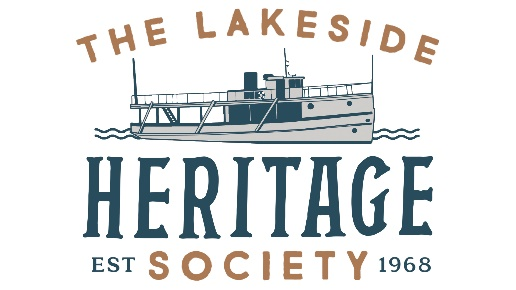 THE LAKESIDE
HERITAGE
EST SOCIETY 1968